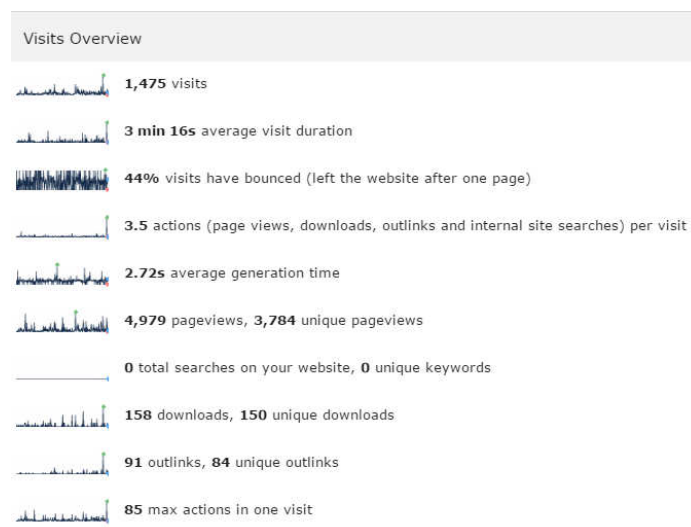 Visits Overview
1,475 visits
3 min 16s average visit duration
44% visits have bounced (left the website after one page)
3.5 actions (page views, downloads, outlinks and internal site searches) per visit
2.72s average generation time
4,979 pageviews, 3,784 unique pageviews
0 total searches on your website, 0 unique keywords
158 downloads, 150 unique downloads
91 outlinks, 84 unique outlinks
85 max actions in one visit